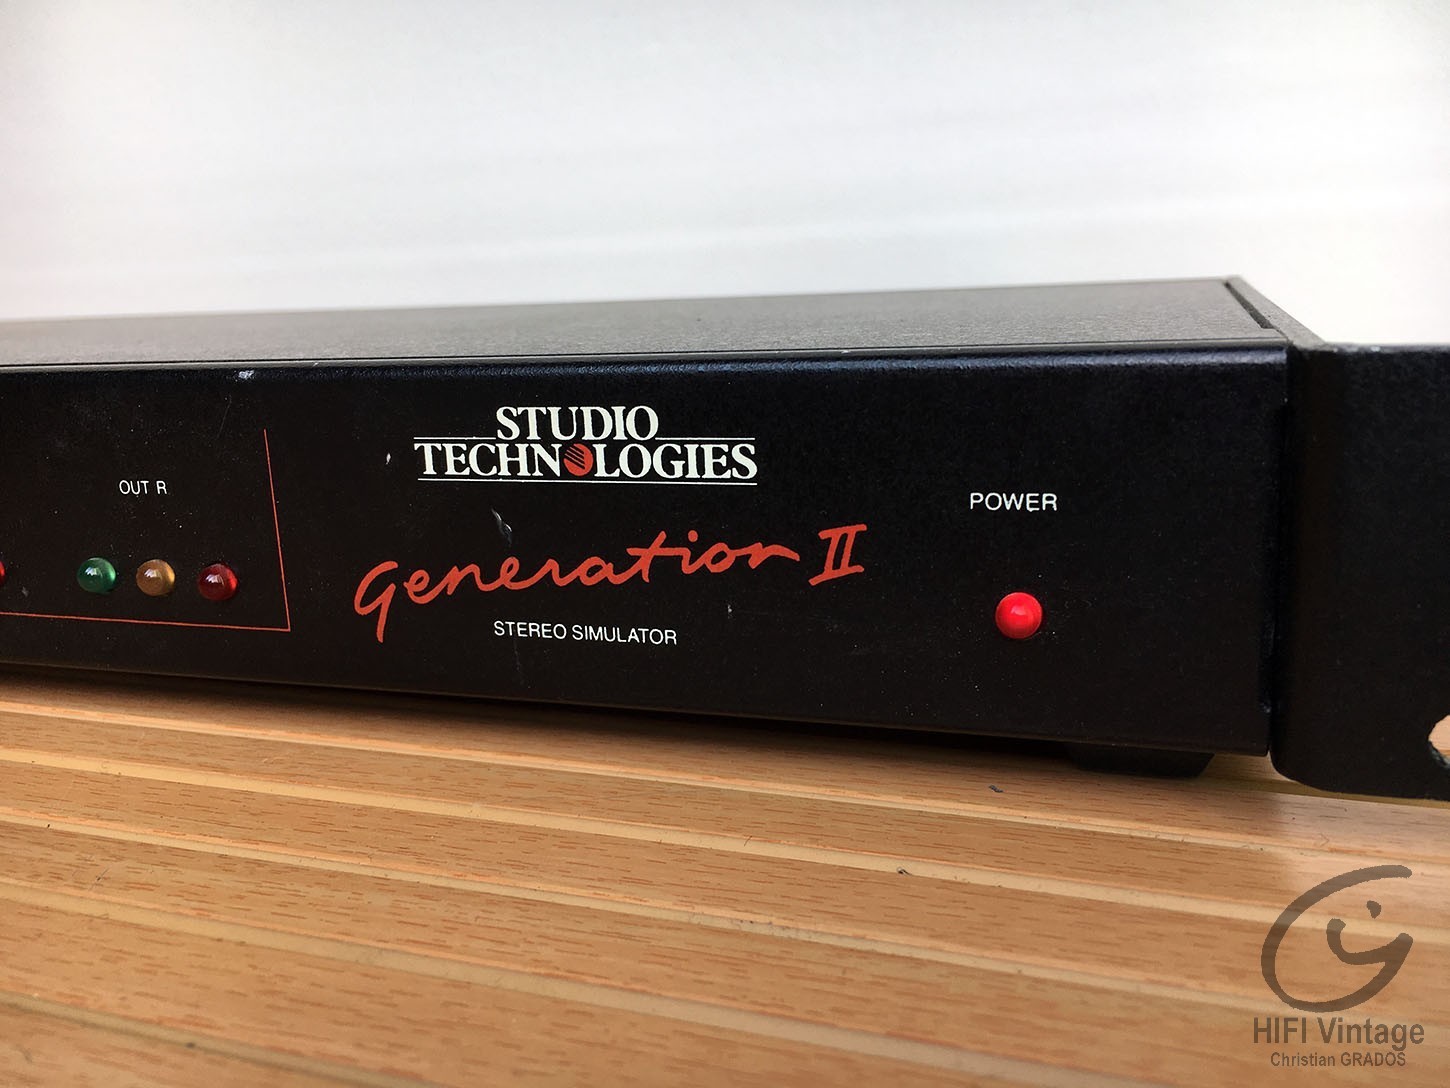 STUDIO
TECHNOLOGIES
OUT R
POWER
Generation II
STEREO SIMULATOR
HIFI Vintage
Christian GRADOS